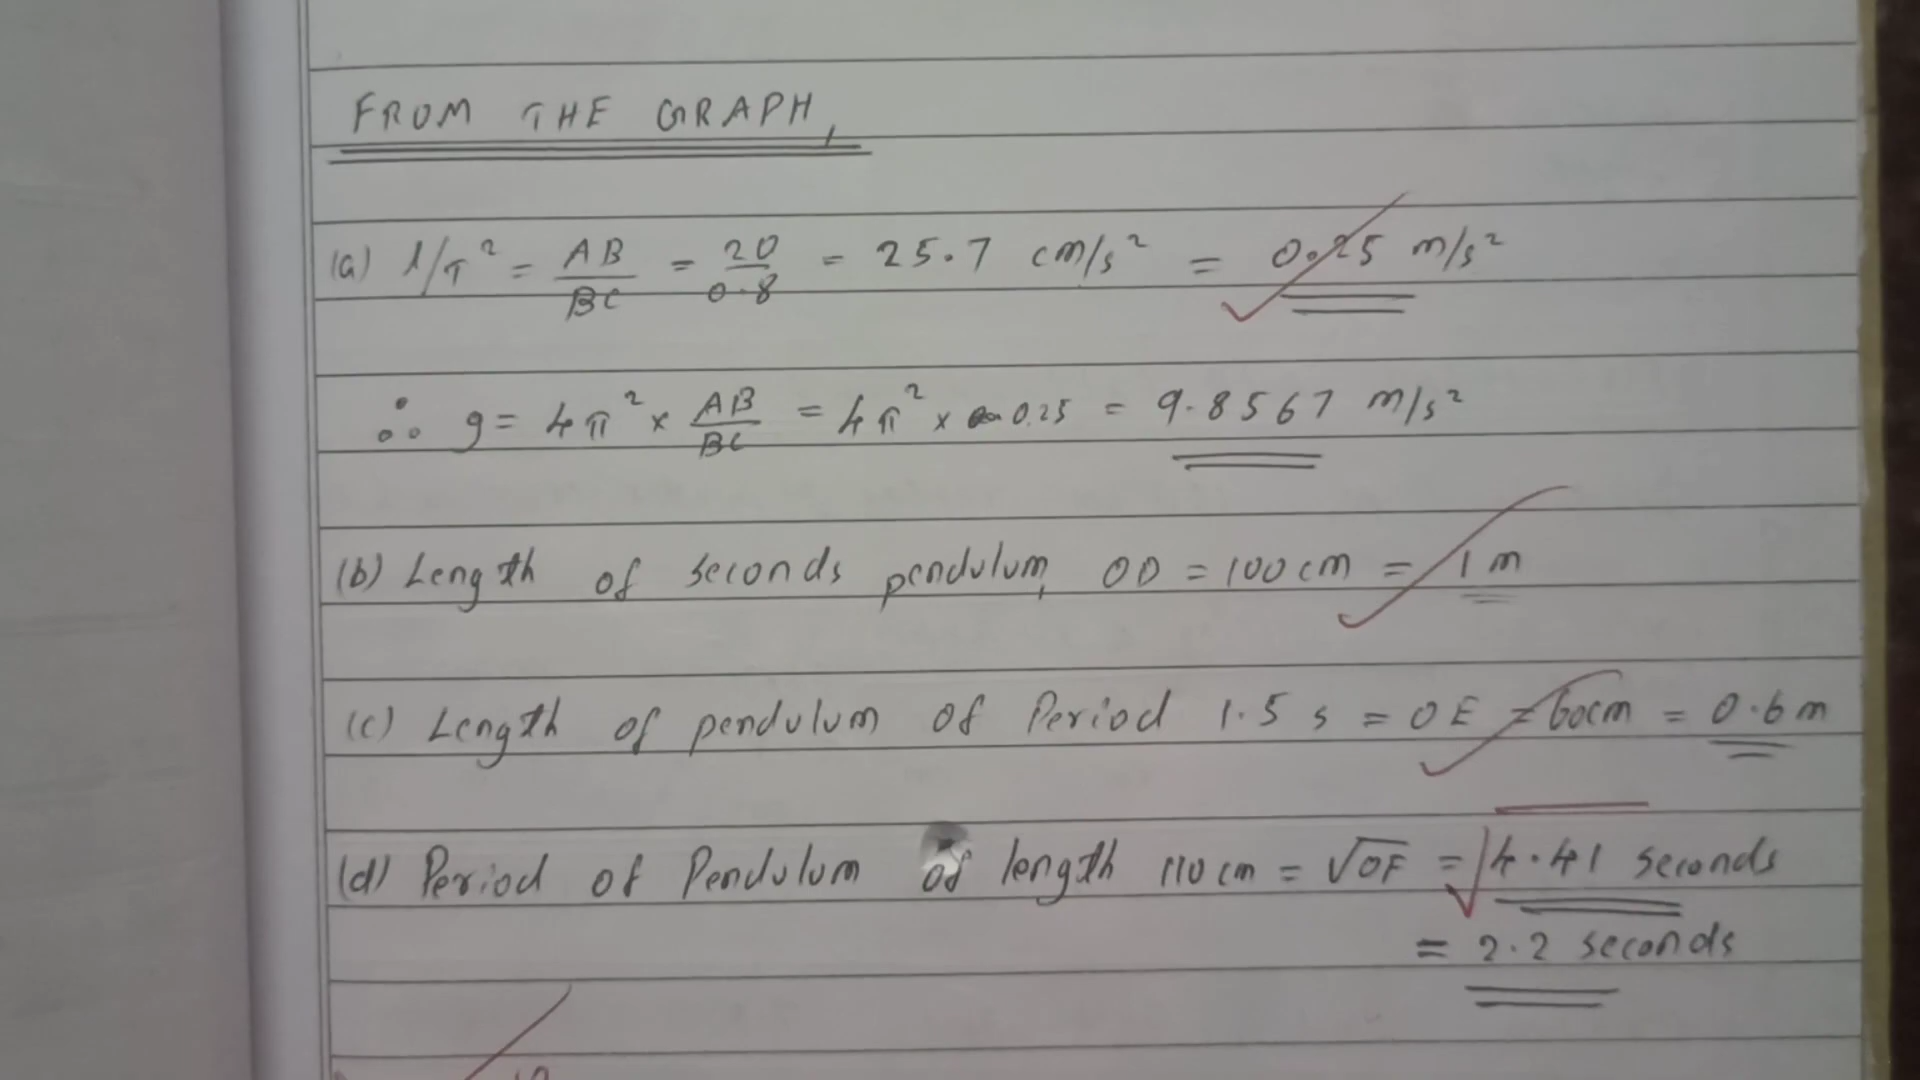 FROM THE GRAPH,
(a) l/T² = AB/BC = 20/0.8 = 25.7 cm/s² = 0.25 m/s²
∴ g = 4π² × AB/BC = 4π² × 0.25 = 9.8567 m/s²
(b) Length of seconds pendulum, OD = 100 cm = 1 m
(c) Length of pendulum of Period 1.5 s = OE = 60cm = 0.6 m
(d) Period of Pendulum of length 110 cm = √OF = √4.41 seconds
= 2.2 seconds